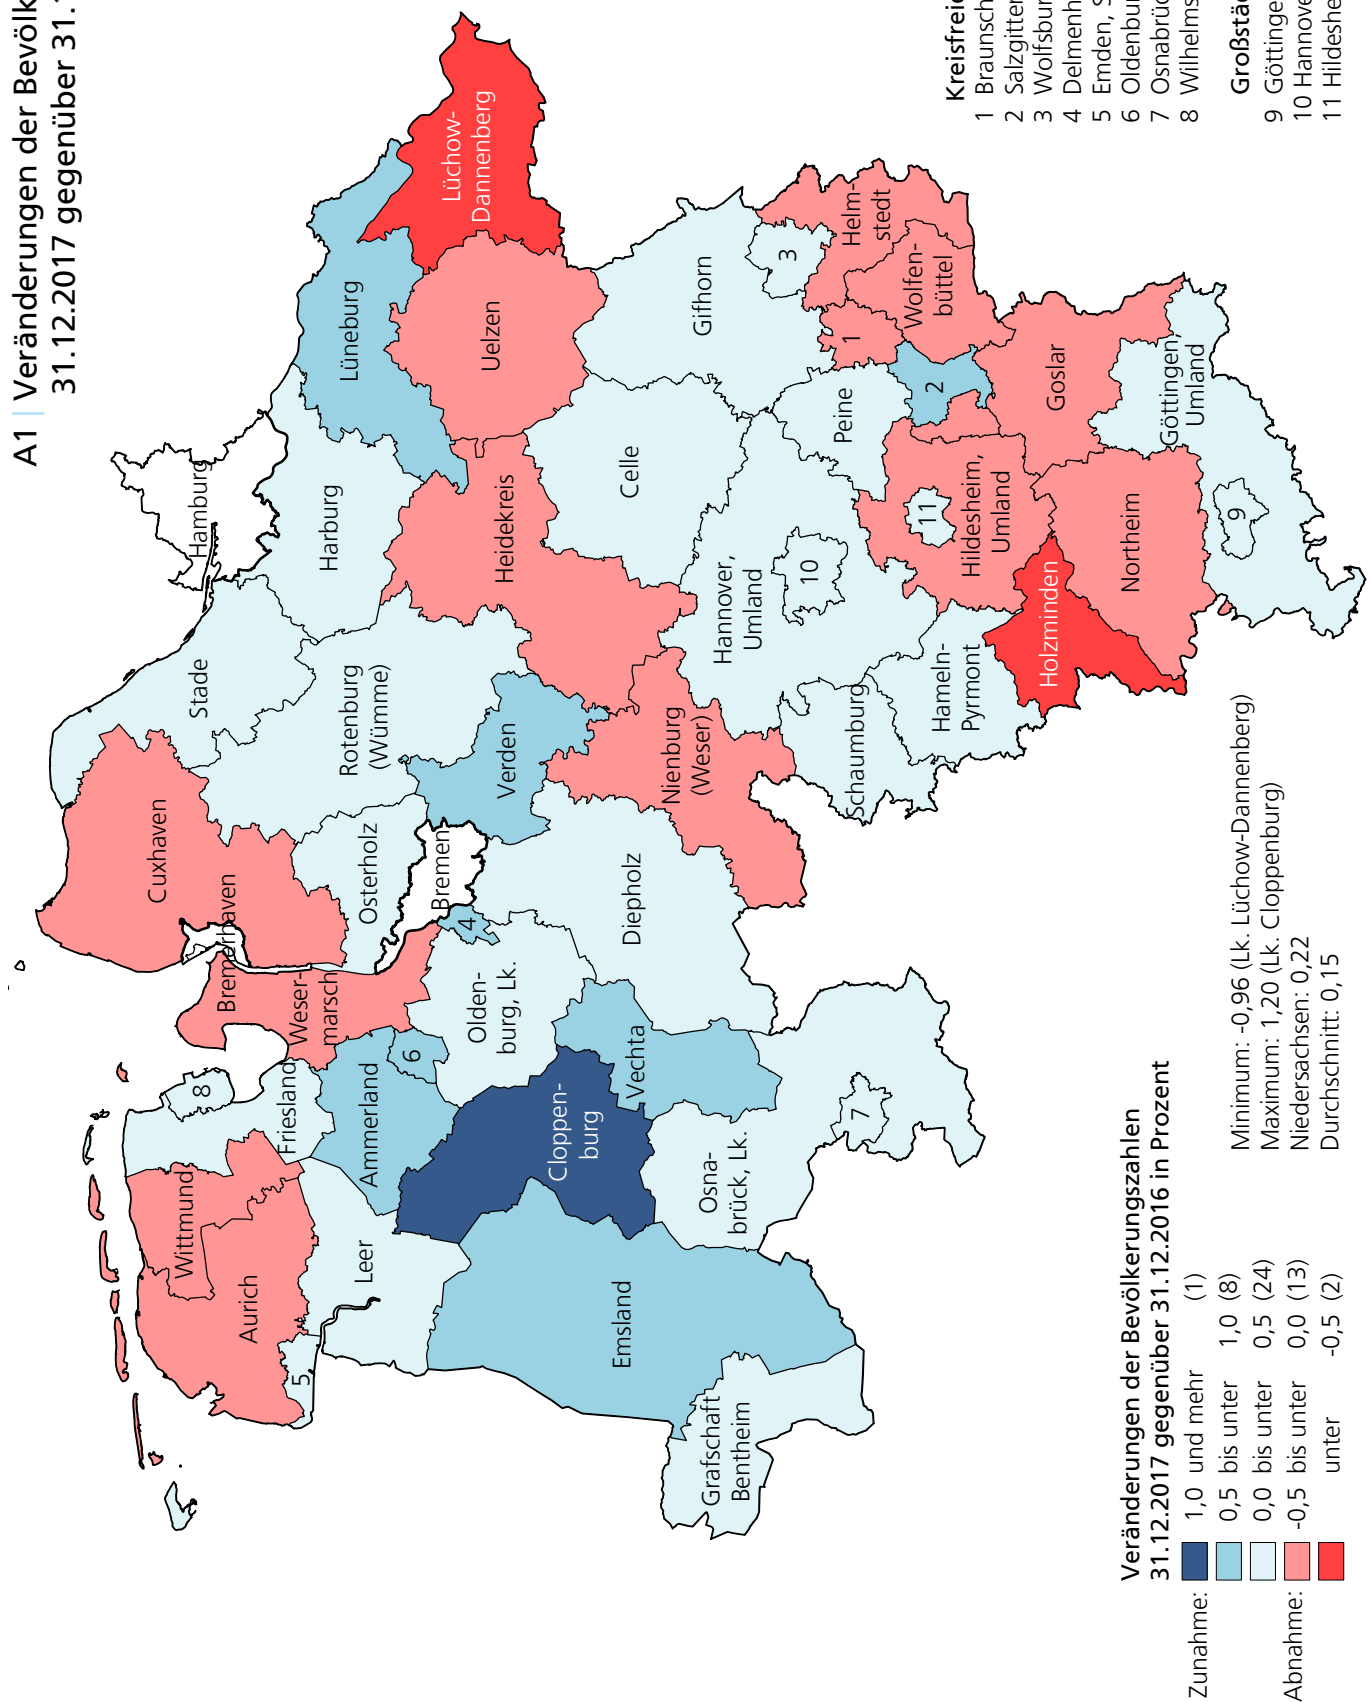 A1 | Veränderungen der Bevölk
31.12.2017 gegenüber 31.1
Hamburg
Lüneburg
Lüchow-
Dannenberg
Uelzen
Harburg
Stade
Cuxhaven
Bremerhaven
Rotenburg
(Wümme)
Heidekreis
Celle
Gifhorn
Osterholz
Bremen
Verden
Weser-
marsch
Wittmund
Aurich
Friesland
Ammerland
Leer
Olden-
burg, Lk.
Diepholz
Nienburg
(Weser)
Hannover,
Umland
Peine
Helm-
stedt
Wolfen-
büttel
Cloppen-
burg
Vechta
Emsland
Grafschaft
Bentheim
Osna-
brück, Lk.
Schaumburg
Hameln-
Pyrmont
Hildesheim,
Umland
Holzminden
Goslar
Northeim
Göttingen,
Umland
1
2
3
4
5
6
7
8
9
10
11
Veränderungen der Bevölkerungszahlen
31.12.2017 gegenüber 31.12.2016 in Prozent
Zunahme: 1,0 und mehr (1)
0,5 bis unter 1,0 (8)
0,0 bis unter 0,5 (24)
Abnahme: -0,5 bis unter 0,0 (13)
unter -0,5 (2)
Minimum: -0,96 (Lk. Lüchow-Dannenberg)
Maximum: 1,20 (Lk. Cloppenburg)
Niedersachsen: 0,22
Durchschnitt: 0,15
Kreisfreie
1 Braunsch
2 Salzgitter
3 Wolfsbur
4 Delmenh
5 Emden, S
6 Oldenbur
7 Osnabrüc
8 Wilhelms
Großstäd
9 Göttinge
10 Hannove
11 Hildeshe